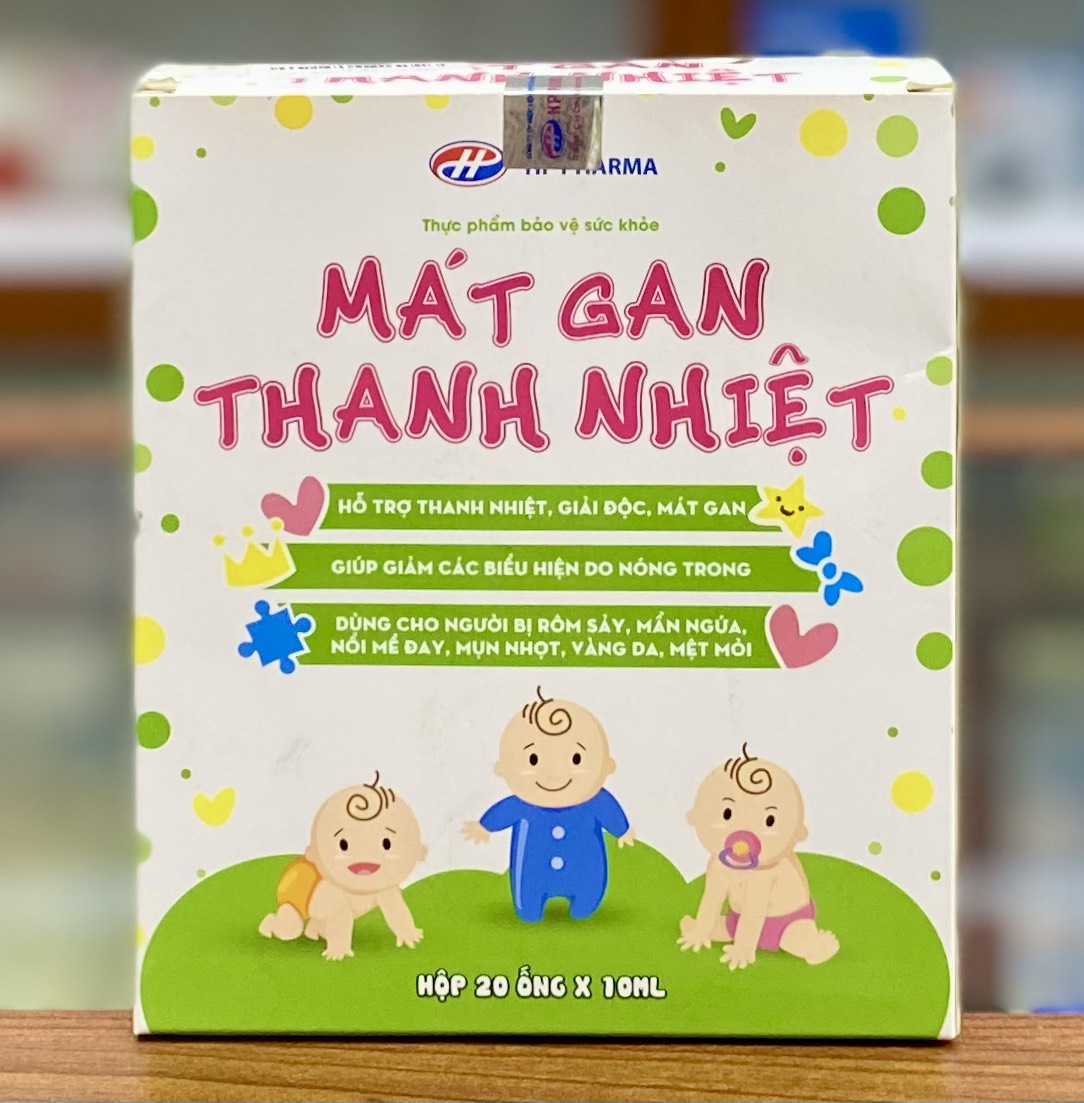 THANH NHIỆT
HP
PHARMA
Thực phẩm bảo vệ sức khỏe
MÁT GAN
THANH NHIỆT
HỖ TRỢ THANH NHIỆT, GIẢI ĐỘC, MÁT GAN
GIÚP GIẢM CÁC BIỂU HIỆN DO NÓNG TRONG
DÙNG CHO NGƯỜI BỊ RÔM SẢY, MẨN NGỨA,
NỔI MỀ ĐAY, MỤN NHỌT, VÀNG DA, MỆT MỎI
HỘP 20 ỐNG X 10ML